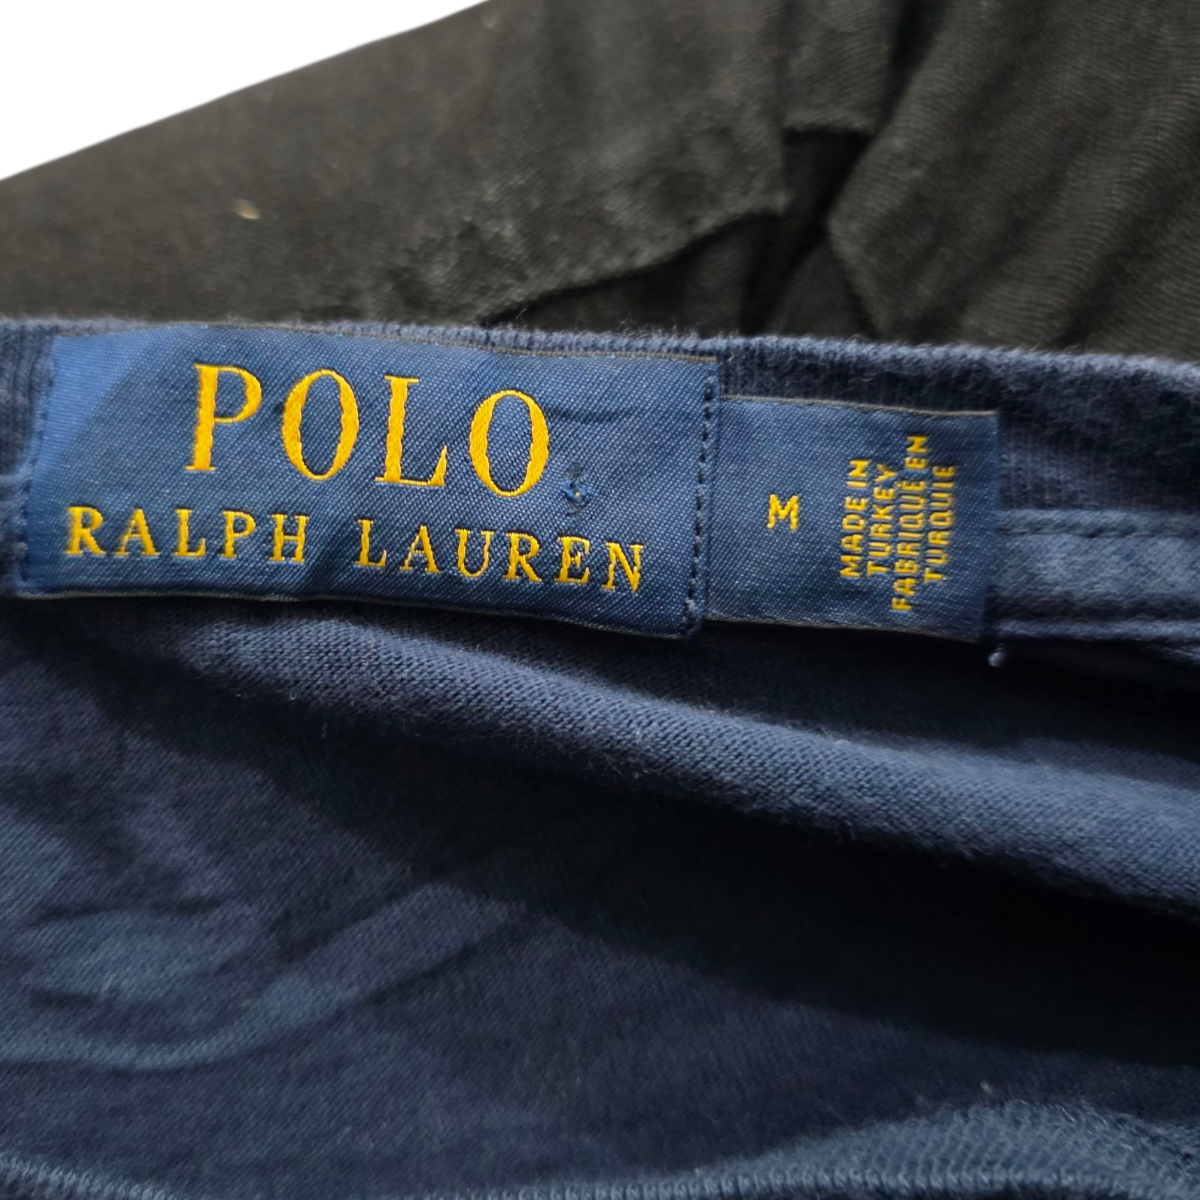 POLO
RALPH LAUREN
M
MADE IN
TURKEY
FABRIQUÉ EN
TURQUIE